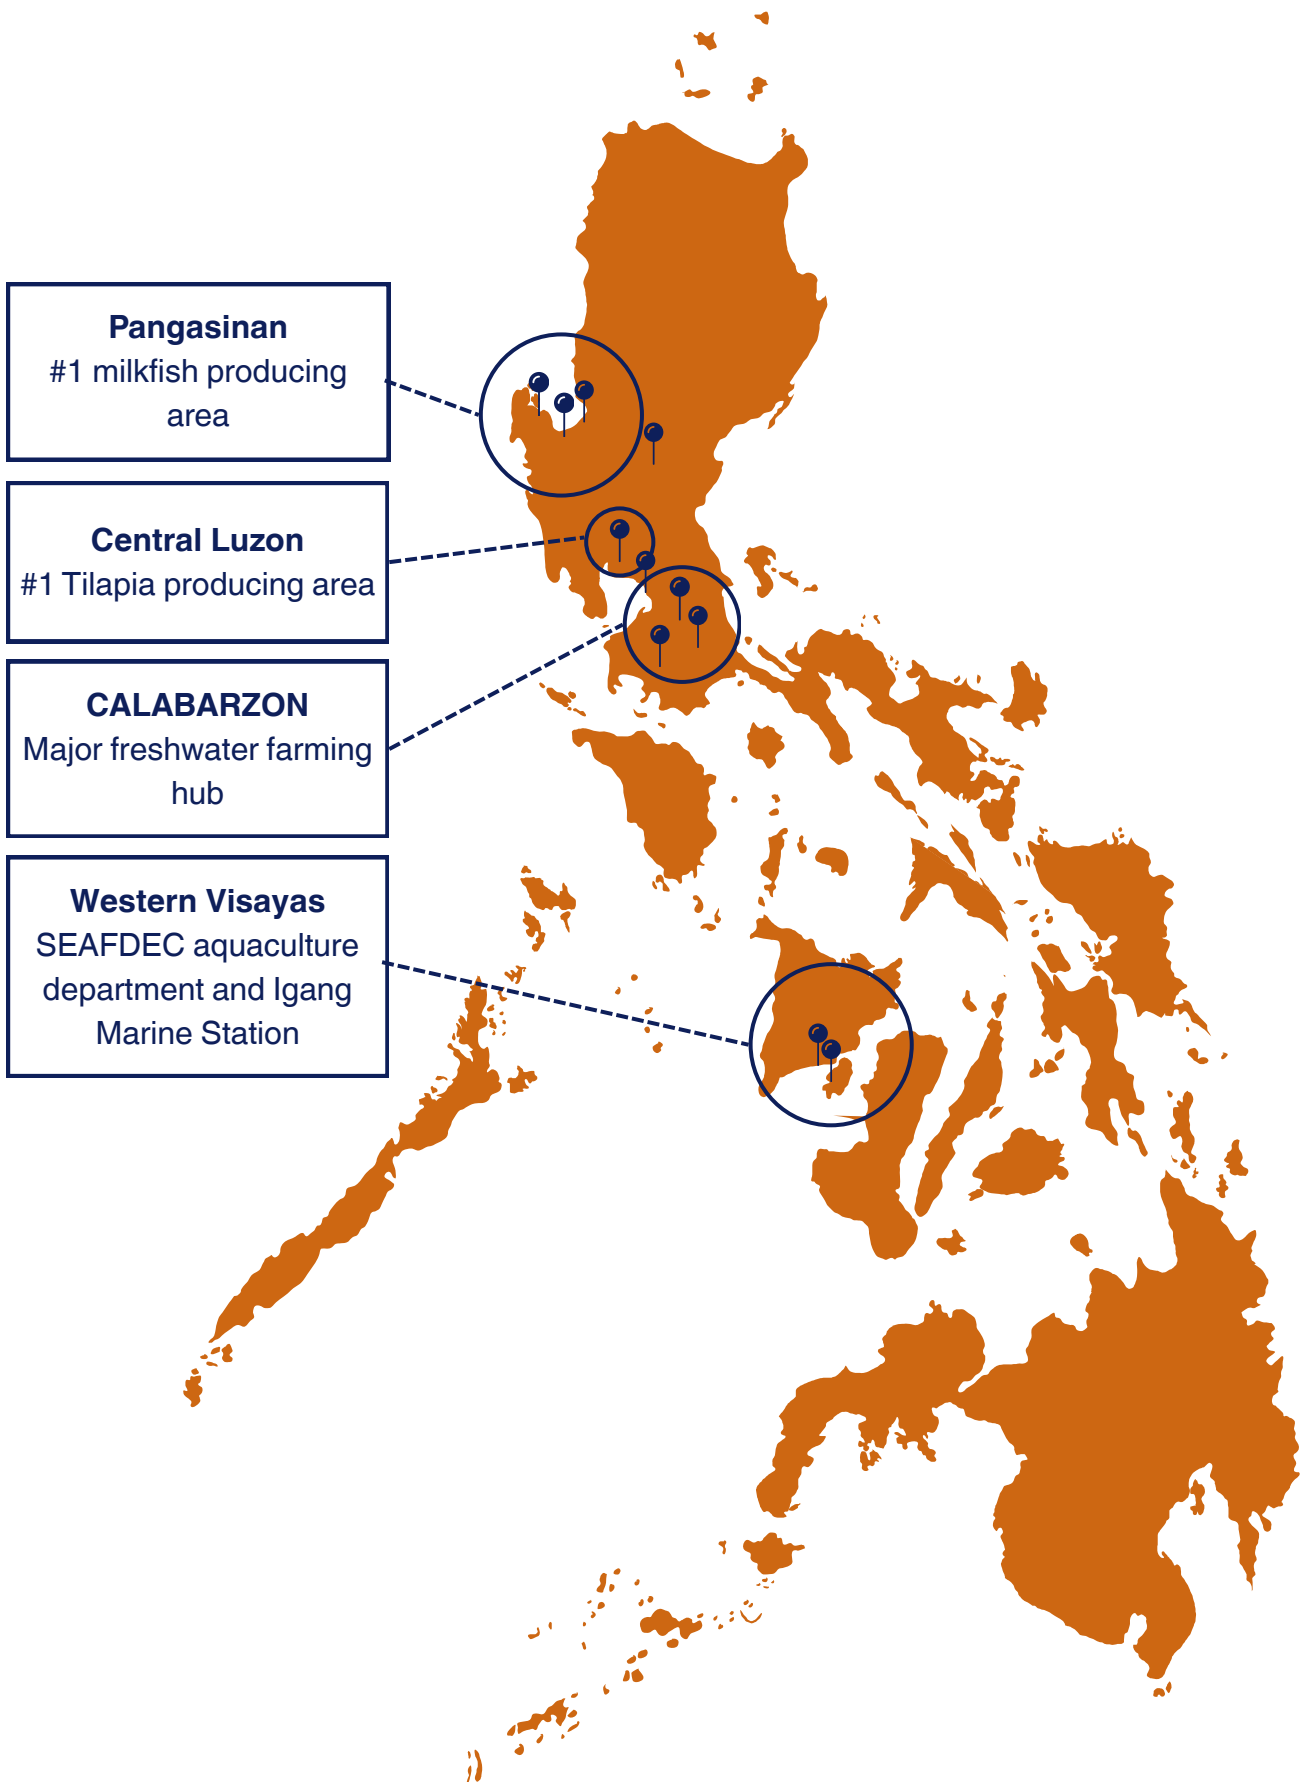 Pangasinan
#1 milkfish producing
area
Central Luzon
#1 Tilapia producing area
CALABARZON
Major freshwater farming
hub
Western Visayas
SEAFDEC aquaculture
department and Igang
Marine Station